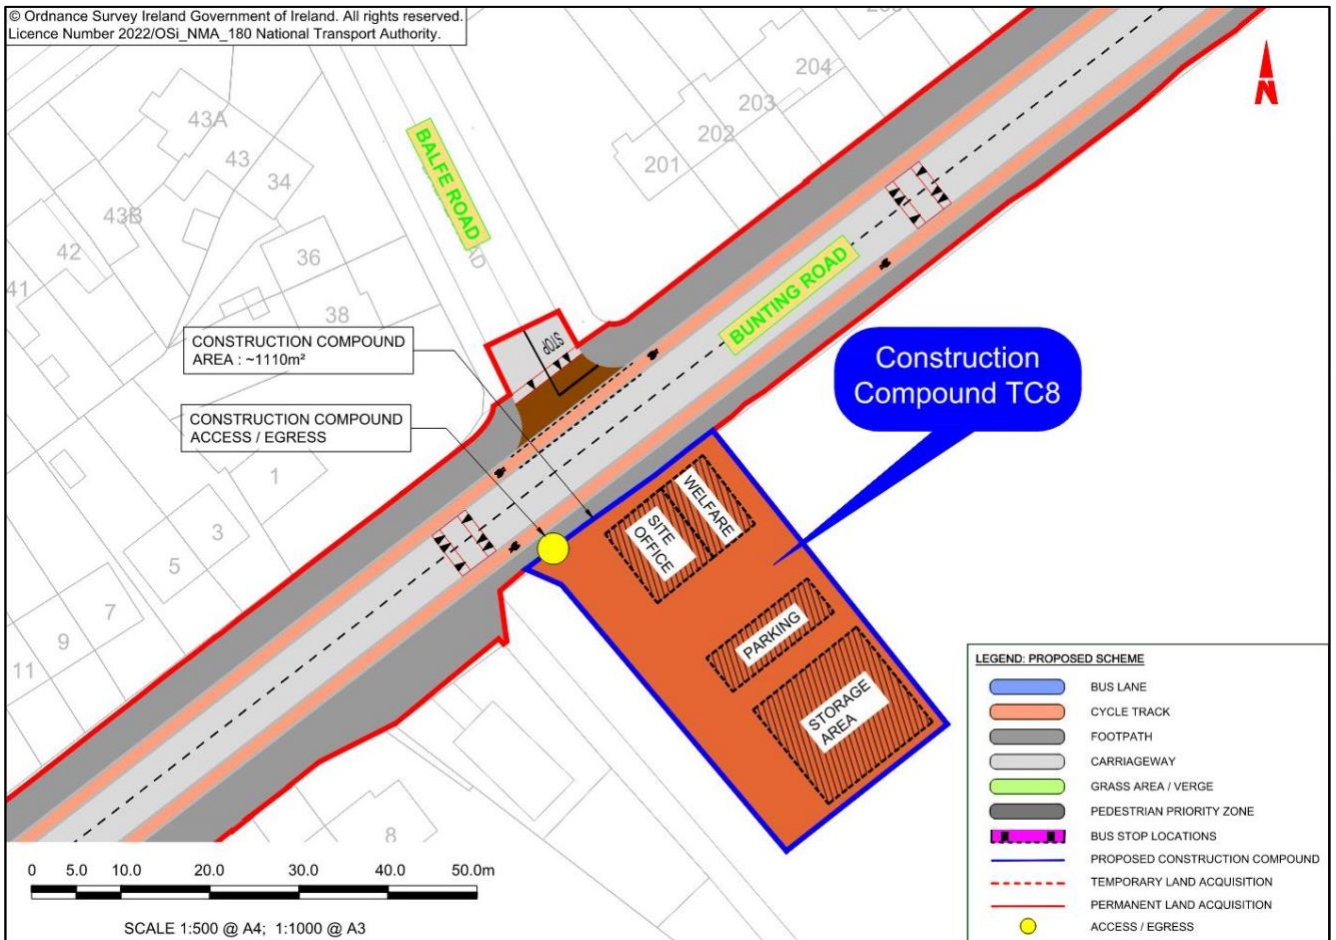 © Ordnance Survey Ireland Government of Ireland. All rights reserved.
Licence Number 2022/OSi_NMA_180 National Transport Authority.
N
43A
43
34
43B
42
41
36
38
BALFE ROAD
AD
204
203
202
201
BUNTING ROAD
STOP
CONSTRUCTION COMPOUND
AREA : ~1110m²
CONSTRUCTION COMPOUND
ACCESS / EGRESS
Construction
Compound TC8
1
3
5
7
9
11
8
WELFARE
SITE
OFFICE
PARKING
STORAGE
AREA
LEGEND: PROPOSED SCHEME
BUS LANE
CYCLE TRACK
FOOTPATH
CARRIAGEWAY
GRASS AREA / VERGE
PEDESTRIAN PRIORITY ZONE
BUS STOP LOCATIONS
PROPOSED CONSTRUCTION COMPOUND
TEMPORARY LAND ACQUISITION
PERMANENT LAND ACQUISITION
ACCESS / EGRESS
0 5.0 10.0 20.0 30.0 40.0 50.0m
SCALE 1:500 @ A4; 1:1000 @ A3